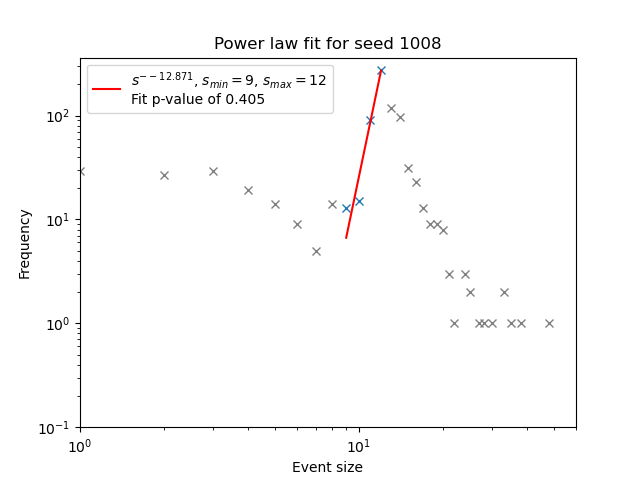 Power law fit for seed 1008
s^{--12.871}, s_{min} = 9, s_{max} = 12
Fit p-value of 0.405
Frequency
10^2
10^1
10^0
10^{-1}
10^0 10^1
Event size